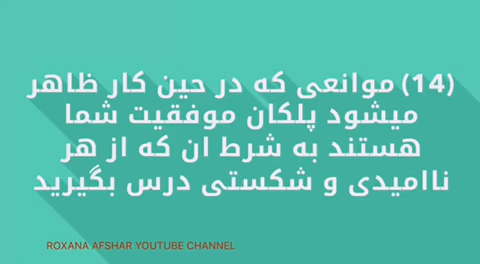 (14) موانعی که در حین کار ظاهر
میشود پلکان موفقیت شما
هستند به شرط ان که از هر
ناامیدی و شکستی درس بگیرید
ROXANA AFSHAR YOUTUBE CHANNEL